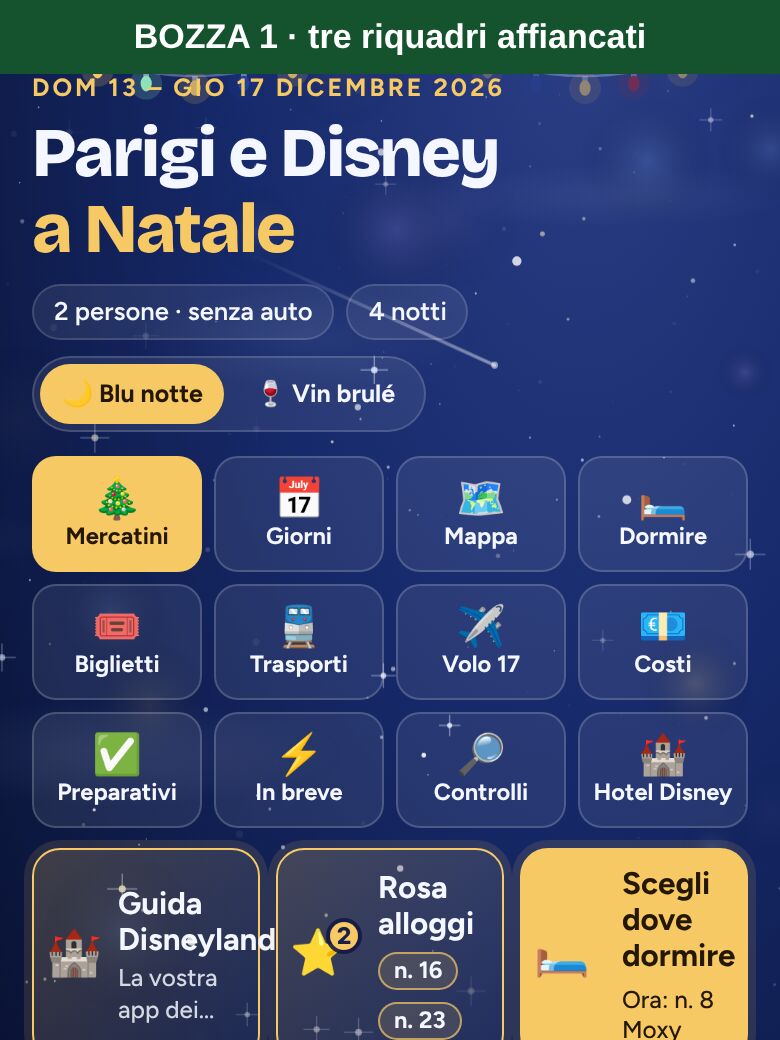 BOZZA 1 · tre riquadri affiancati
DOM 13 – GIO 17 DICEMBRE 2026
Parigi e Disney
a Natale
2 persone · senza auto
4 notti
Blu notte
Vin brulé
Mercatini
July
17
Giorni
Mappa
Dormire
Biglietti
Trasporti
Volo 17
Costi
Preparativi
In breve
Controlli
Hotel Disney
Guida
Disneyland
La vostra
app dei…
2
Rosa
alloggi
n. 16
n. 23
Scegli
dove
dormire
Ora: n. 8
Moxy